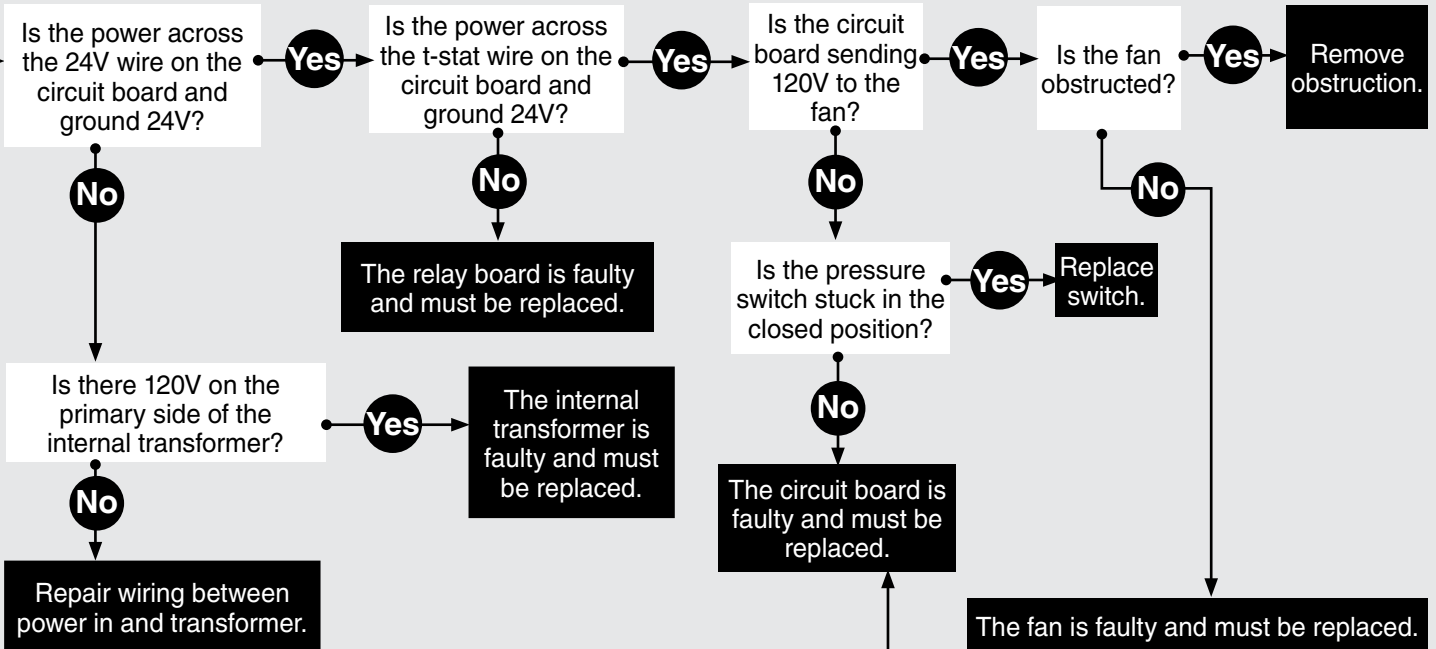 Is the power across
the 24V wire on the
circuit board and
ground 24V?
Yes
Is the power across
the t-stat wire on the
circuit board and
ground 24V?
Yes
Is the circuit
board sending
120V to the
fan?
Yes
Is the fan
obstructed?
Yes
Remove
obstruction.
No
No
No
No
The relay board is faulty
and must be replaced.
Is the pressure
switch stuck in the
closed position?
Yes
Replace
switch.
Is there 120V on the
primary side of the
internal transformer?
Yes
The internal
transformer is
faulty and must
be replaced.
No
The circuit board is
faulty and must be
replaced.
No
Repair wiring between
power in and transformer.
The fan is faulty and must be replaced.